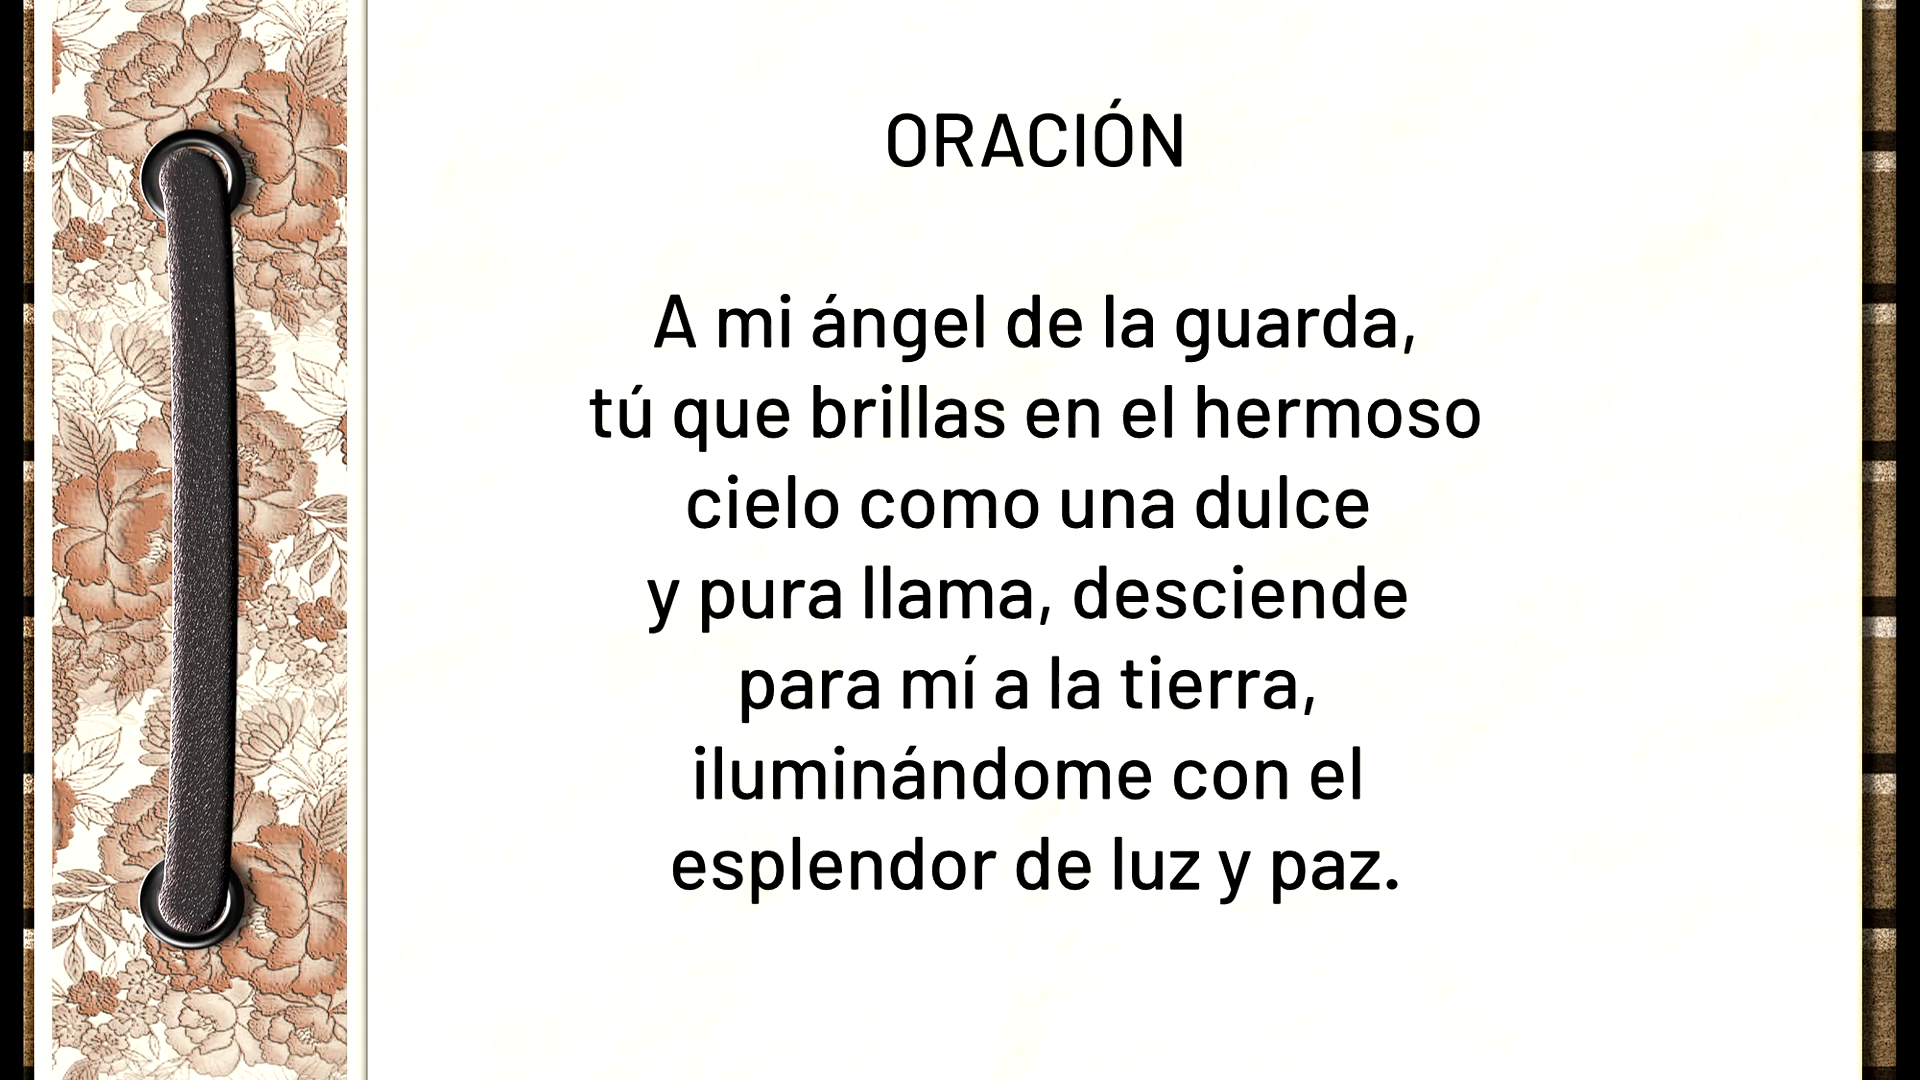 ORACIÓN
A mi ángel de la guarda,
tú que brillas en el hermoso
cielo como una dulce
y pura llama, desciende
para mí a la tierra,
iluminándome con el
esplendor de luz y paz.